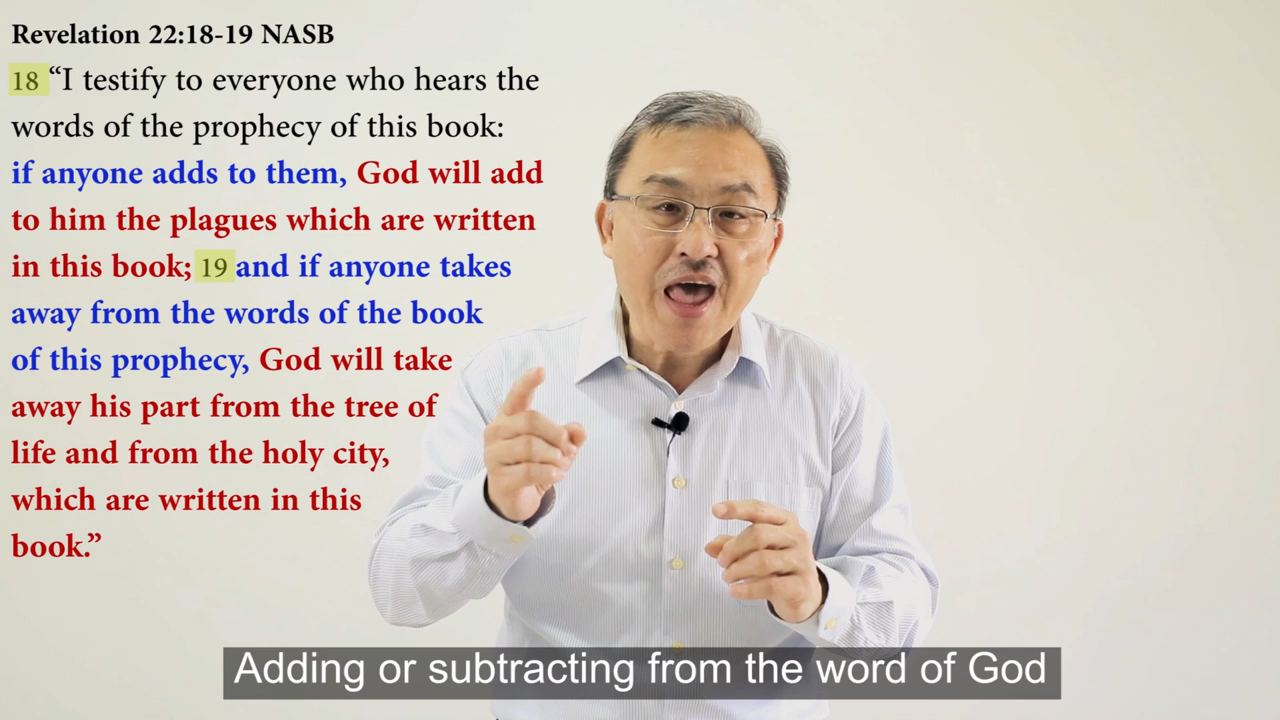 Revelation 22:18-19 NASB
18 “I testify to everyone who hears the
words of the prophecy of this book:
if anyone adds to them, God will add
to him the plagues which are written
in this book; 19 and if anyone takes
away from the words of the book
of this prophecy, God will take
away his part from the tree of
life and from the holy city,
which are written in this
book.”
Adding or subtracting from the word of God